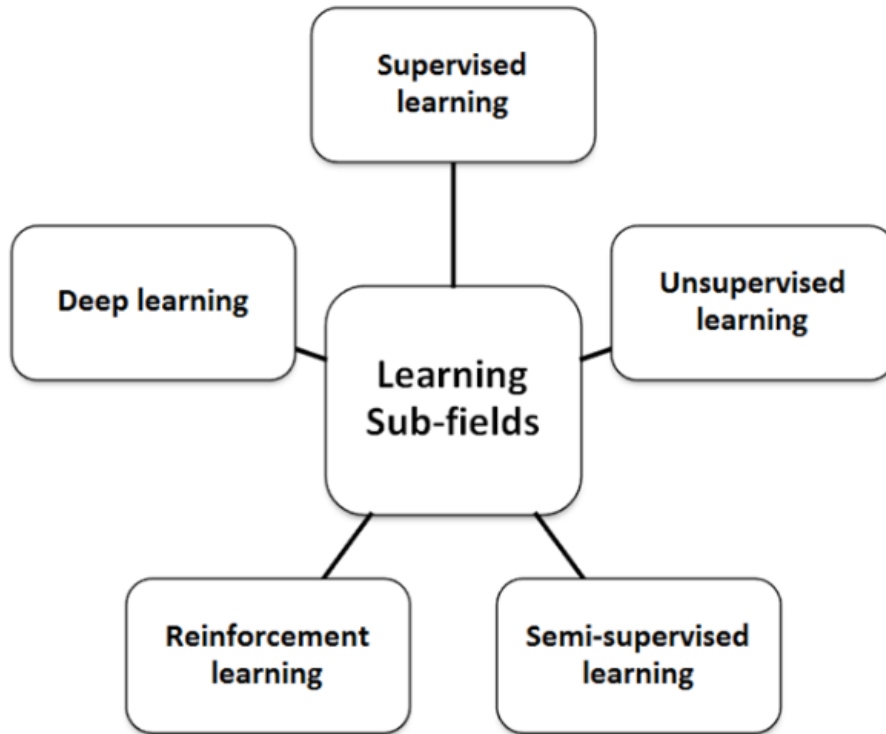 Supervised
learning
Deep learning
Unsupervised
learning
Learning
Sub-fields
Reinforcement
learning
Semi-supervised
learning